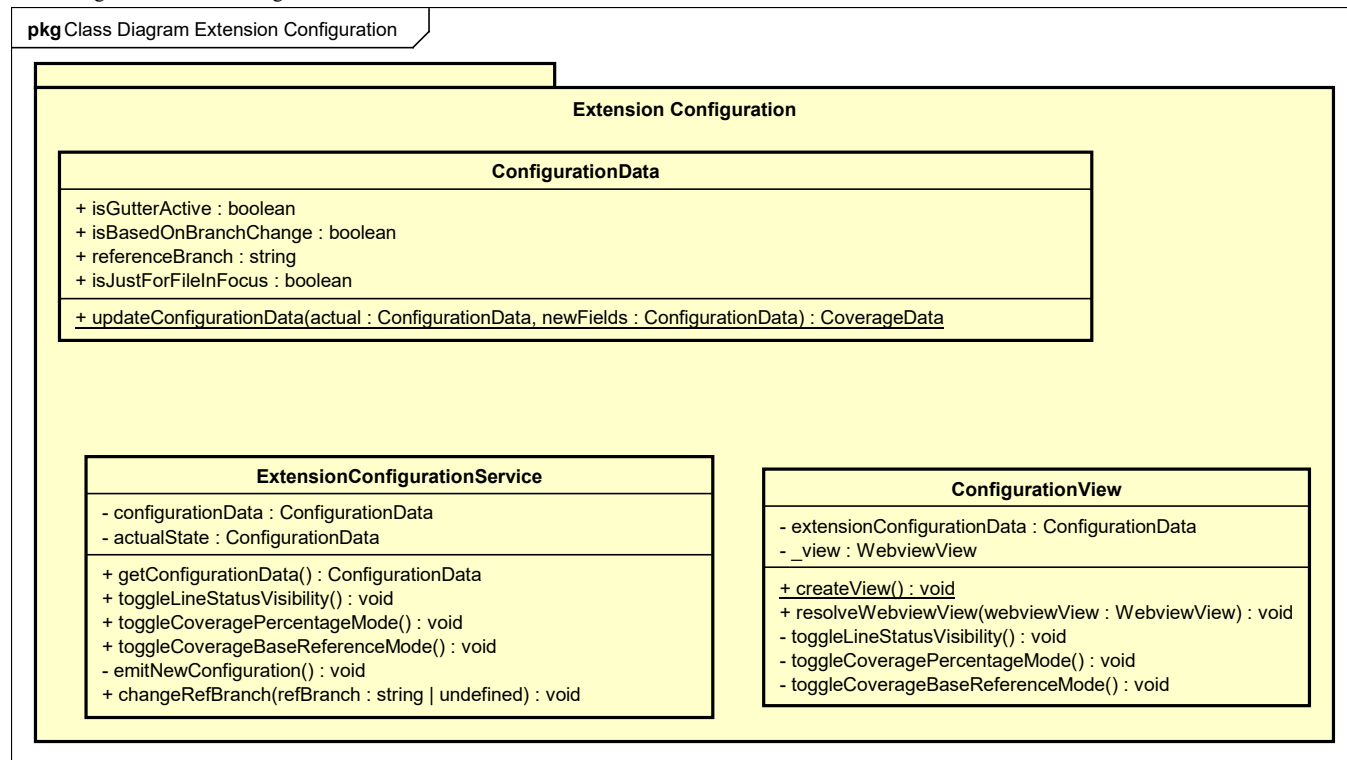 pkg Class Diagram Extension Configuration
Extension Configuration
ConfigurationData
+ isGutterActive : boolean
+ isBasedOnBranchChange : boolean
+ referenceBranch : string
+ isJustForFileInFocus : boolean
+ updateConfigurationData(actual : ConfigurationData, newFields : ConfigurationData) : CoverageData
ExtensionConfigurationService
- configurationData : ConfigurationData
- actualState : ConfigurationData
+ getConfigurationData() : ConfigurationData
+ toggleLineStatusVisibility() : void
+ toggleCoveragePercentageMode() : void
+ toggleCoverageBaseReferenceMode() : void
- emitNewConfiguration() : void
+ changeRefBranch(refBranch : string | undefined) : void
ConfigurationView
- extensionConfigurationData : ConfigurationData
- _view : WebviewView
+ createView() : void
+ resolveWebviewView(webviewView : WebviewView) : void
- toggleLineStatusVisibility() : void
- toggleCoveragePercentageMode() : void
- toggleCoverageBaseReferenceMode() : void